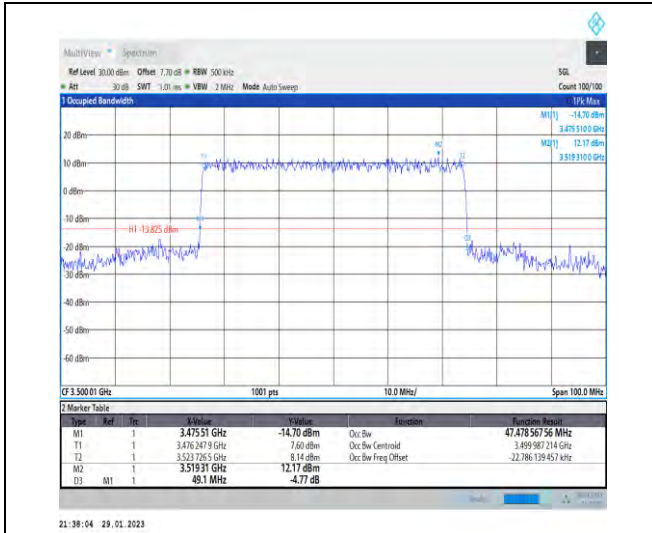 MultiView Spectrum
Ref Level 30.00 dBm Offset 7.70 dB RBW 500 kHz SGL
Att 30 dB SWT 1.01 ms VBW 2 MHz Mode Auto Sweep Count 100/100
1 Occupied Bandwidth 1Pk Max
M1[1] -14.70 dBm
3.475 510 0 GHz
M2[1] 12.17 dBm
3.519 310 0 GHz
20 dBm
M2
T1 T2
10 dBm
0 dBm
-10 dBm
M1
H1 -13.825 dBm
D3
-20 dBm
-30 dBm
-40 dBm
-50 dBm
-60 dBm
CF 3.500 01 GHz 1001 pts 10.0 MHz/ Span 100.0 MHz
2 Marker Table
Type Ref Trc X-Value Y-Value Function Function Result
M1 1 3.475 51 GHz -14.70 dBm Occ Bw 47.478 567 56 MHz
T1 1 3.476 247 9 GHz 7.60 dBm Occ Bw Centroid 3.499 987 214 GHz
T2 1 3.523 726 5 GHz 8.14 dBm Occ Bw Freq Offset -22.786 139 457 kHz
M2 1 3.519 31 GHz 12.17 dBm
D3 M1 1 49.1 MHz -4.77 dB
21:38:04 29.01.2023